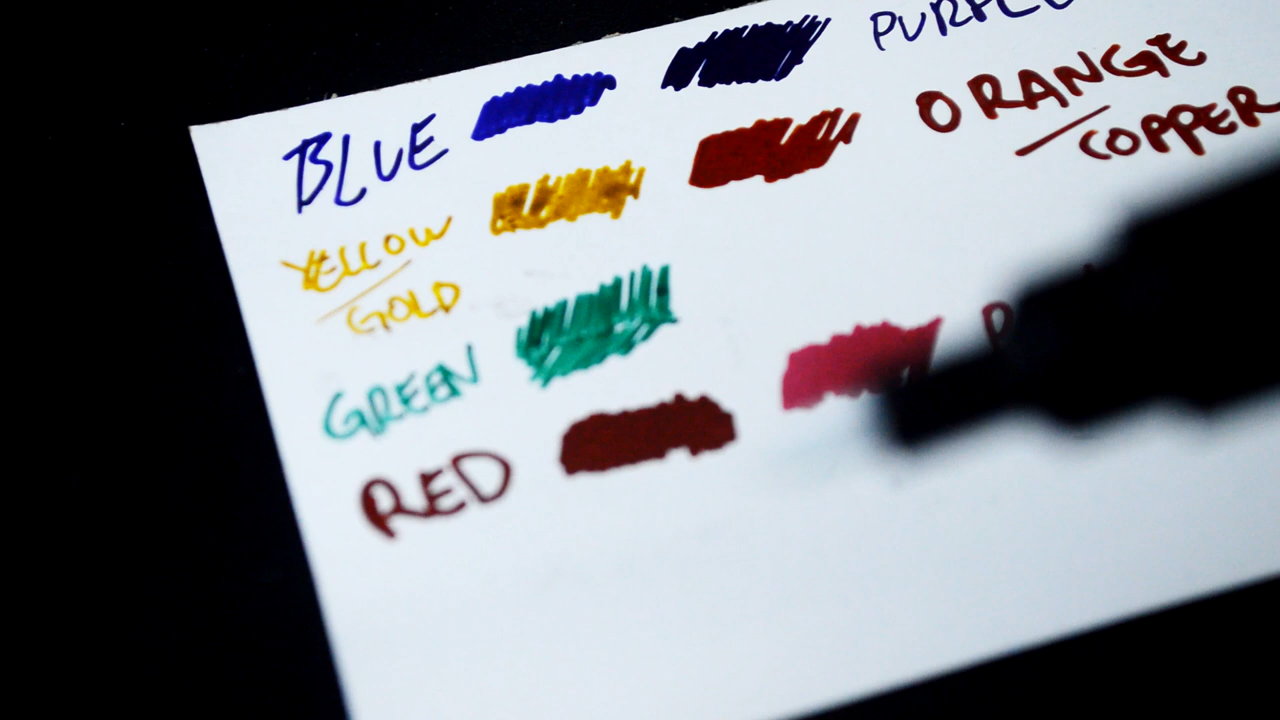 BLUE
PURPLE
YELLOW
/GOLD
ORANGE
/COPPER
GREEN
RED